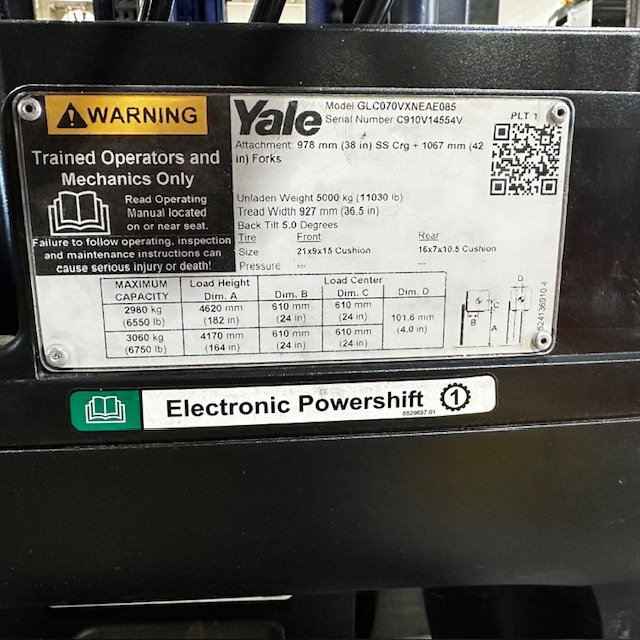 WARNING
Trained Operators and
Mechanics Only
Read Operating
Manual located
on or near seat.
Failure to follow operating, inspection
and maintenance instructions can
cause serious injury or death!
Yale
Model GLC070VXNEAE085
Serial Number C910V14554V
PLT 1
Attachment: 978 mm (38 in) SS Crg + 1067 mm (42
in) Forks
Unladen Weight 5000 kg (11030 lb)
Tread Width 927 mm (36.5 in)
Back Tilt 5.0 Degrees
Tire Front Rear
Size 21x9x15 Cushion 16x7x10.5 Cushion
Pressure --- ---
MAXIMUM CAPACITY Load Height Dim. A Load Center Dim. B Dim. C Dim. D
2980 kg (6550 lb) 4620 mm (182 in) 610 mm (24 in) 610 mm (24 in) 101.6 mm (4.0 in)
3060 kg (6750 lb) 4170 mm (164 in) 610 mm (24 in) 610 mm (24 in)
D
C
B
A
524136910.4
Electronic Powershift 1
8829697.01